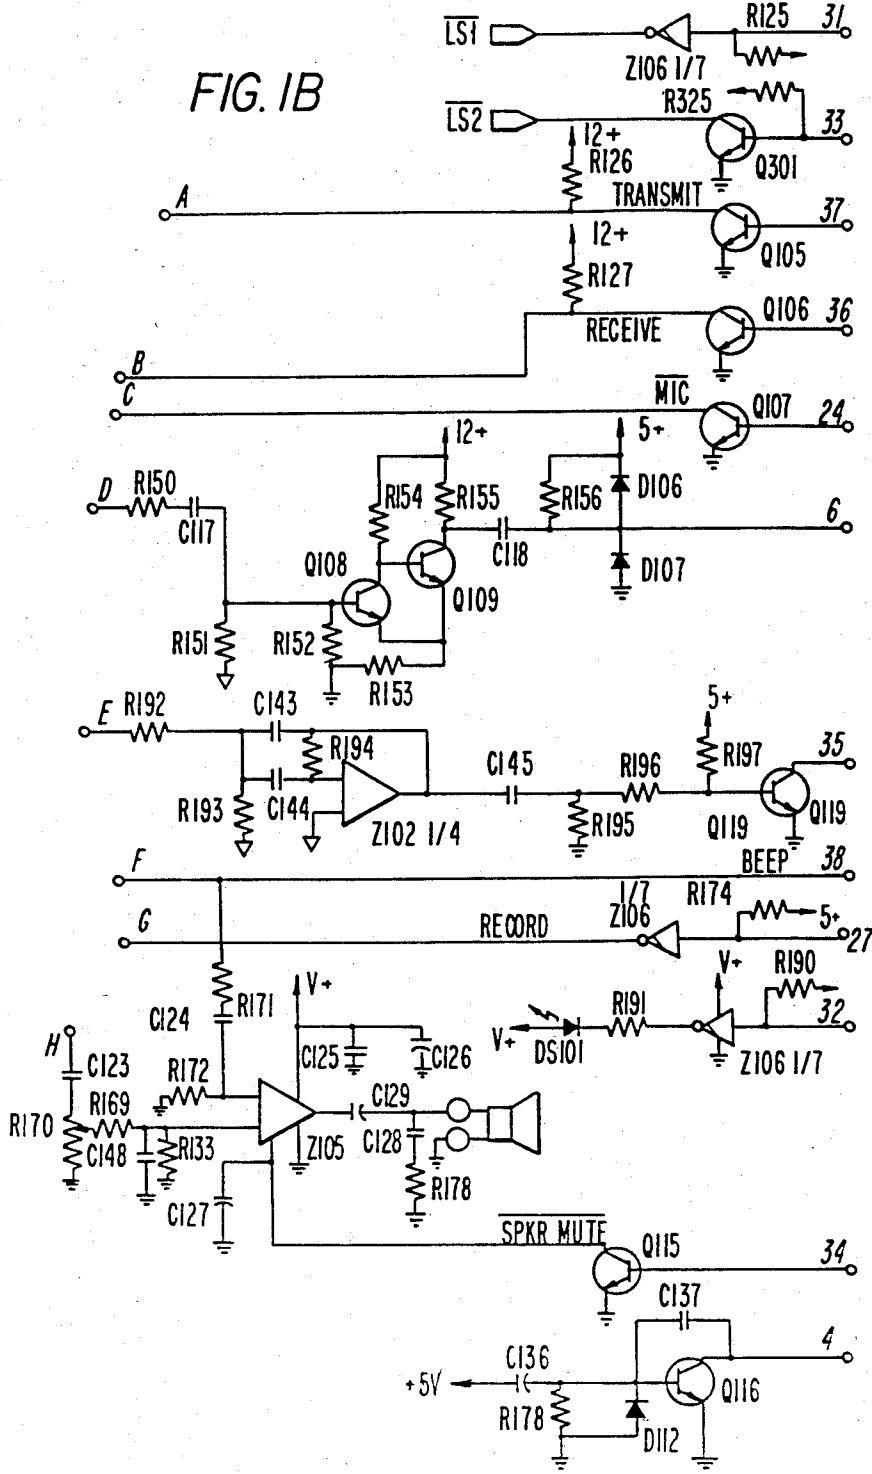 R125 31
LS1
Z106 1/7
FIG. 1B
R325
LS2
33
12+
R126
Q301
A
TRANSMIT
37
12+
Q105
R127
Q106 36
RECEIVE
B
C
MIC
Q107
24
12+
5+
D R150
R154 R155
R156
D106
6
C117
C118
Q108
D107
Q109
R151
R152
R153
E R192
C143
5+
R194
C145
R196
R197
35
R193
C144
Z102 1/4
R195
Q119
Q119
F
BEEP 38
1/7 R174
Z106
G
RECORD
5+
27
V+
R190
V+
R171
C124
R191
32
H
C125
C126
V+
DS101
Z106 1/7
C123
R172
C129
R170
R169
C148
R133
Z105
C128
R178
C127
SPKR MUTE
Q115
34
C137
4
C136
+5V
Q116
R178
D112